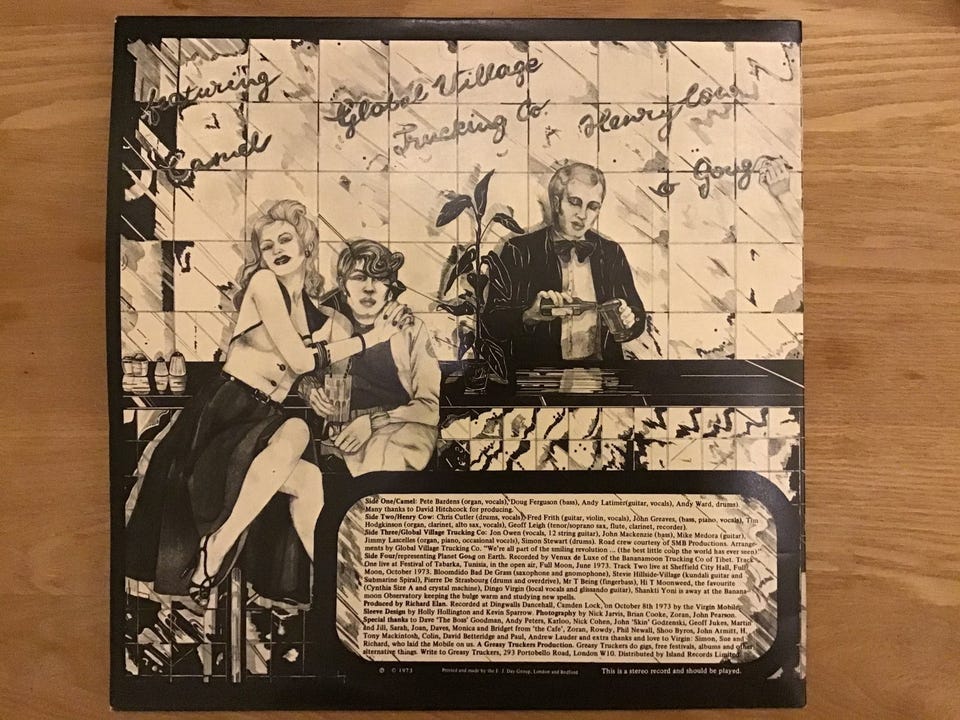 featuring
Global Village
Trucking Co.
Henry Cow
Camel
o Gong
Side One/Camel: Pete Bardens (organ, vocals), Doug Ferguson (bass), Andy Latimer(guitar, vocals), Andy Ward, drums).
Many thanks to David Hitchcock for producing.
Side Two/Henry Cow: Chris Cutler (drums, vocals), Fred Frith (guitar, violin, vocals), John Greaves, (bass, piano, vocals), Tim
Hodgkinson (organ, clarinet, alto sax, vocals), Geoff Leigh (tenor/soprano sax, flute, clarinet, recorder).
Side Three/Global Village Trucking Co: Jon Owen (vocals, 12 string guitar), John Mackenzie (bass), Mike Medora (guitar),
Jimmy Lascelles (organ, piano, occasional vocals), Simon Stewart (drums). Road crew courtesy of SMB Productions. Arrange-
ments by Global Village Trucking Co. "We're all part of the smiling revolution ... (the best little coup the world has ever seen)."
Side Four/representing Planet Gong on Earth. Recorded by Venux de Luxe of the Bananamoon Trucking Co of Tibet. Track
One live at Festival of Tabarka, Tunisia, in the open air, Full Moon, June 1973. Track Two live at Sheffield City Hall, Full
Moon, October 1973. Bloomdido Bad De Grass (saxophone and gnomophone), Stevie Hillside-Village (kundali guitar and
Submarine Spiral), Pierre De Strasbourg (drums and overdrive), Mr T Being (fingerbass), Hi T Moonweed, the favourite
(Cynthia Size A and crystal machine), Dingo Virgin (local vocals and glissando guitar), Shankti Yoni is away at the Banana-
moon Observatory keeping the bulge warm and studying new spells.
Produced by Richard Elan. Recorded at Dingwalls Dancehall, Camden Lock, on October 8th 1973 by the Virgin Mobile.
Sleeve Design by Holly Hollington and Kevin Sparrow. Photography by Nick Jarvis, Brian Cooke, Zoran, John Pearson.
Special thanks to Dave 'The Boss' Goodman, Andy Peters, Karloo, Nick Cohen, John 'Skin' Godzenski, Geoff Jukes, Martin
and Jill, Sarah, Joan, Daves, Monica and Bridget from 'the Cafe', Zoran, Rowdy, Phil Newall, Shoo Byros, John Armitt, H.
Tony Mackintosh, Colin, David Betteridge and Paul, Andrew Lauder and extra thanks and love to Virgin: Simon, Sue and
Richard, who laid the Mobile on us. A Greasy Truckers Production. Greasy Truckers do gigs, free festivals, albums and other
alternative things. Write to Greasy Truckers, 293 Portobello Road, London W10. Distributed by Island Records Limited.
℗ © 1973 Printed and made by the E. J. Day Group, London and Bedford This is a stereo record and should be played.